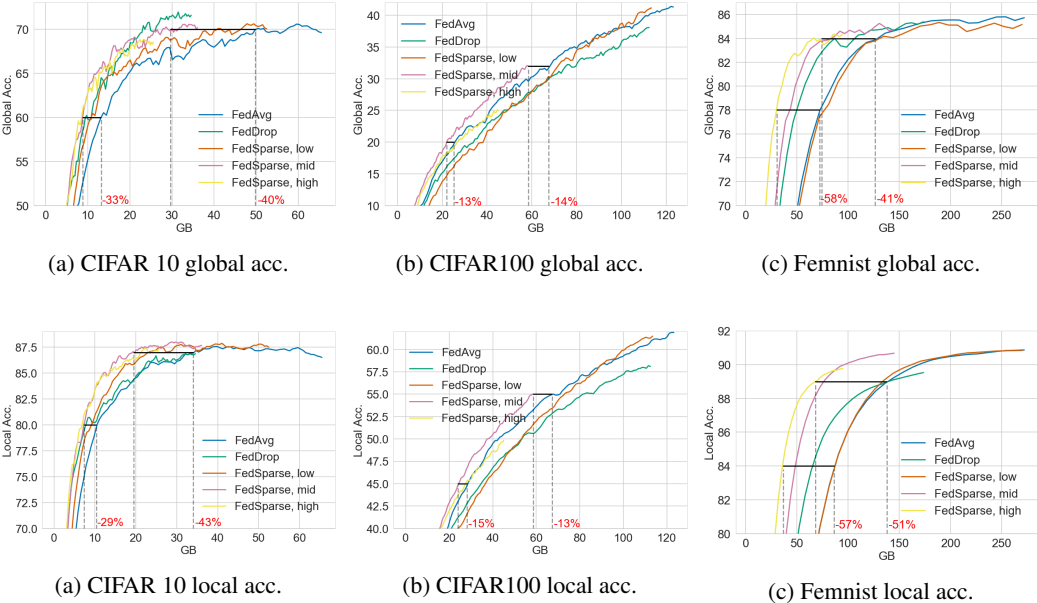 70
65
60
55
50
Global Acc.
FedAvg
FedDrop
FedSparse, low
FedSparse, mid
FedSparse, high
-33%
-40%
0 10 20 30 40 50 60
GB
(a) CIFAR 10 global acc.
40
35
30
25
20
15
10
Global Acc.
FedAvg
FedDrop
FedSparse, low
FedSparse, mid
FedSparse, high
-13%
-14%
0 20 40 60 80 100 120
GB
(b) CIFAR100 global acc.
86
84
82
80
78
76
74
72
70
Global Acc.
FedAvg
FedDrop
FedSparse, low
FedSparse, mid
FedSparse, high
-58%
-41%
0 50 100 150 200 250
GB
(c) Femnist global acc.
87.5
85.0
82.5
80.0
77.5
75.0
72.5
70.0
Local Acc.
FedAvg
FedDrop
FedSparse, low
FedSparse, mid
FedSparse, high
-29%
-43%
0 10 20 30 40 50 60
GB
(a) CIFAR 10 local acc.
60.0
57.5
55.0
52.5
50.0
47.5
45.0
42.5
40.0
Local Acc.
FedAvg
FedDrop
FedSparse, low
FedSparse, mid
FedSparse, high
-15%
-13%
0 20 40 60 80 100 120
GB
(b) CIFAR100 local acc.
92
90
88
86
84
82
80
Local Acc.
FedAvg
FedDrop
FedSparse, low
FedSparse, mid
FedSparse, high
-57%
-51%
0 50 100 150 200 250
GB
(c) Femnist local acc.